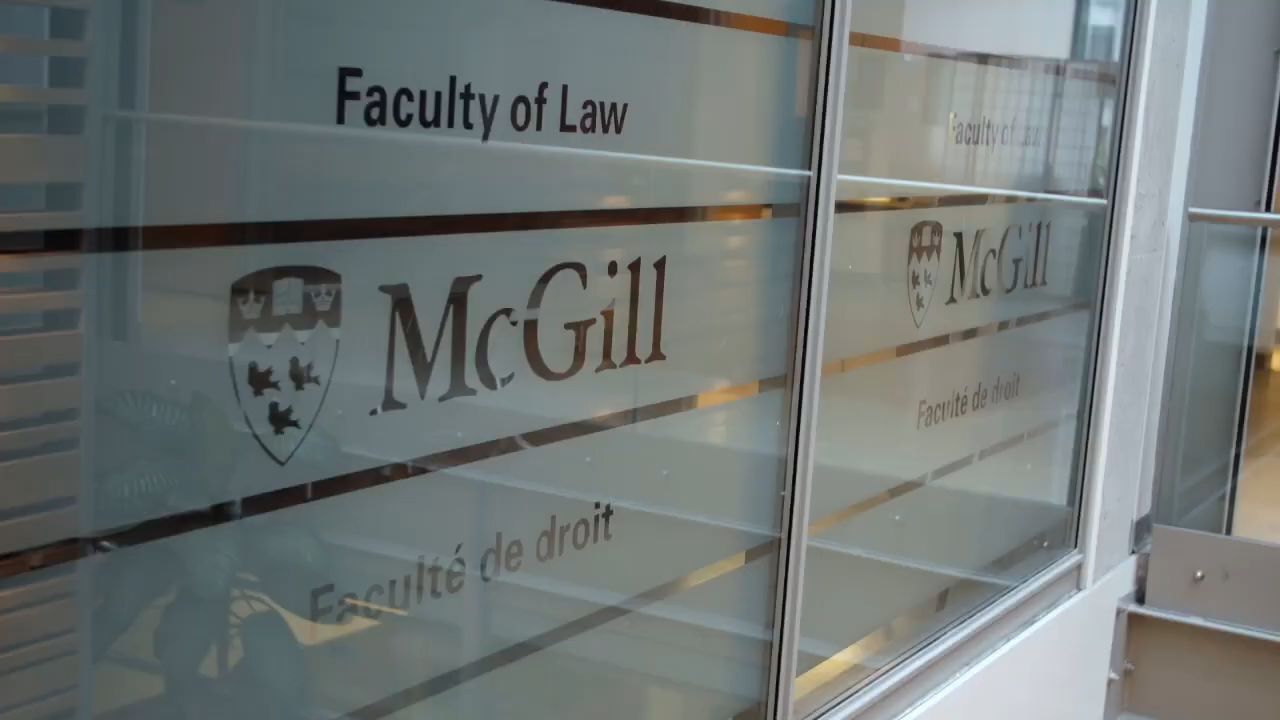 Faculty of Law
McGill
Faculté de droit
Faculty of Law
McGill
Faculté de droit